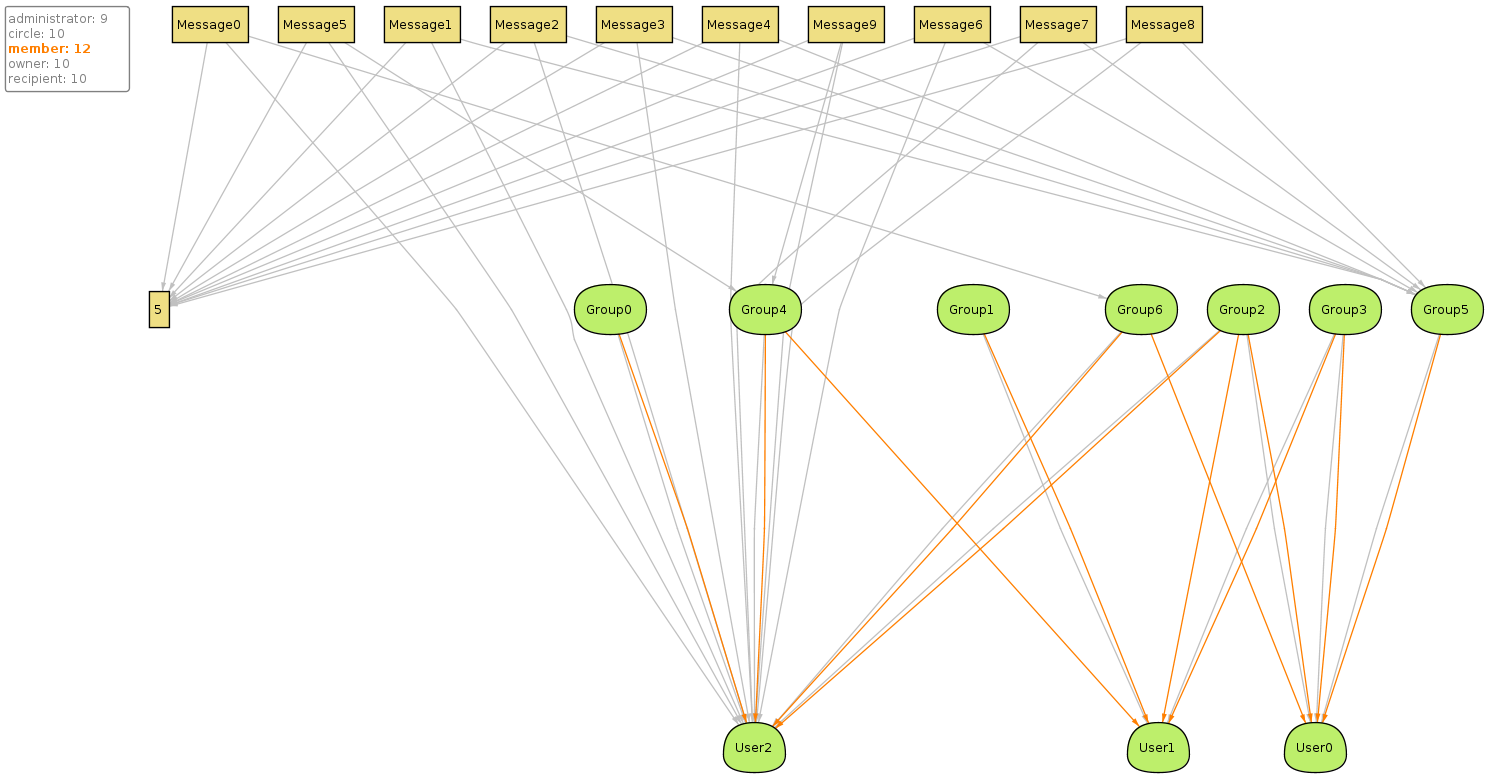 administrator: 9
circle: 10
member: 12
owner: 10
recipient: 10
Message0 Message5 Message1 Message2 Message3 Message4 Message9 Message6 Message7 Message8
5 Group0 Group4 Group1 Group6 Group2 Group3 Group5
User2 User1 User0